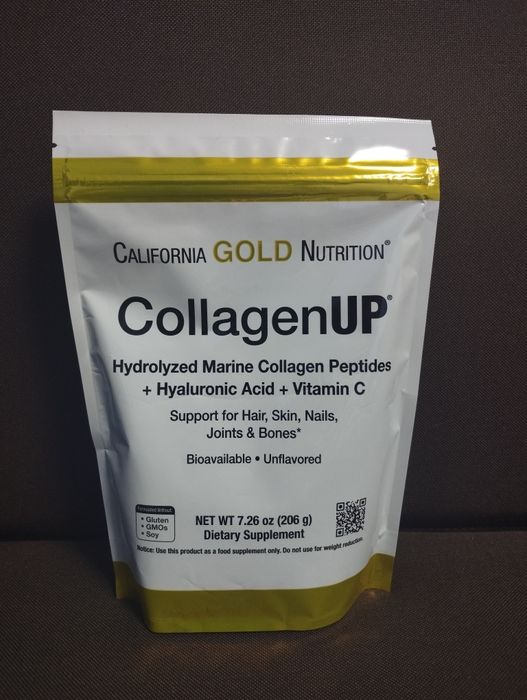 CALIFORNIA GOLD NUTRITION®
CollagenUP®
Hydrolyzed Marine Collagen Peptides
+ Hyaluronic Acid + Vitamin C
Support for Hair, Skin, Nails,
Joints & Bones*
Bioavailable • Unflavored
Formulated Without
• Gluten
• GMOs
• Soy
NET WT 7.26 oz (206 g)
Dietary Supplement
Notice: Use this product as a food supplement only. Do not use for weight reduction.